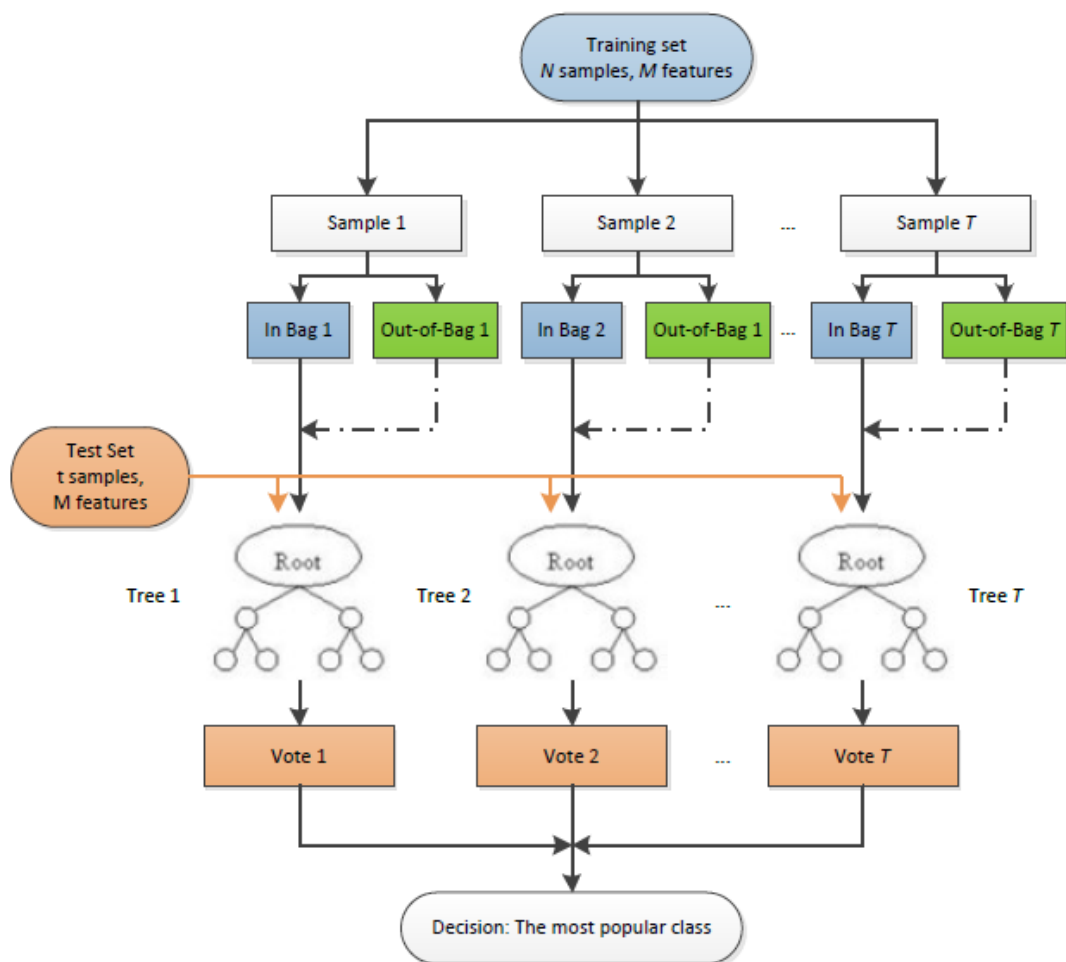 Training set
N samples, M features
Sample 1
Sample 2
...
Sample T
In Bag 1
Out-of-Bag 1
In Bag 2
Out-of-Bag 1
...
In Bag T
Out-of-Bag T
Test Set
t samples,
M features
Root
Root
Root
Tree 1
Tree 2
...
Tree T
Vote 1
Vote 2
...
Vote T
Decision: The most popular class